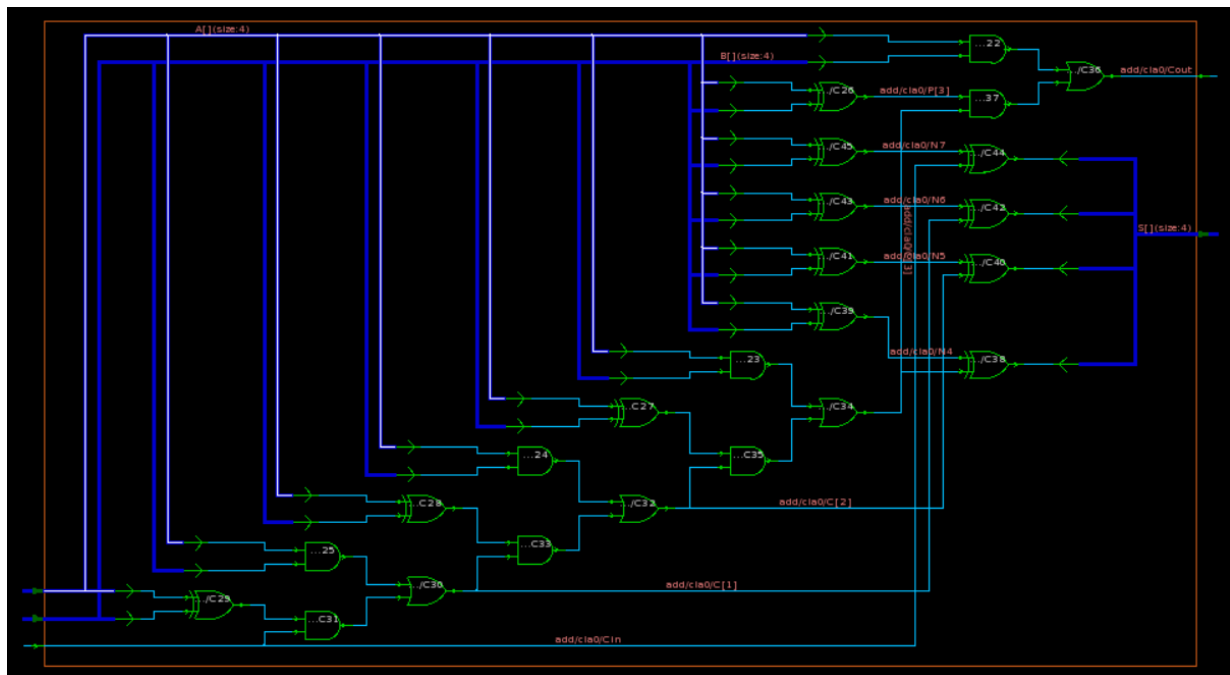 A[](size:4)
...22
B[](size:4)
../C36
add/cla0/Cout
../C26
add/cla0/P[3]
...37
../C45
add/cla0/N7
../C44
../C43
add/cla0/N6
../C42
S[](size:4)
../C41
add/cla0/N5
../C40
../C39
add/cla0/N4
...23
../C38
...C27
../C34
...24
...C35
...C28
../C32
add/cla0/C[2]
...25
...C33
../C30
add/cla0/C[1]
../C29
...C31
add/cla0/Cin